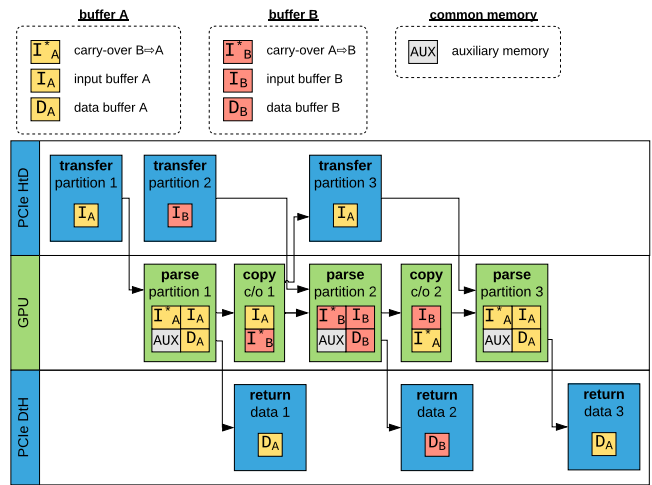 buffer A
I*A carry-over B⇨A
IA input buffer A
DA data buffer A
buffer B
I*B carry-over A⇨B
IB input buffer B
DB data buffer B
common memory
AUX auxiliary memory
PCIe HtD
transfer
partition 1
IA
transfer
partition 2
IB
transfer
partition 3
IA
GPU
parse
partition 1
I*A IA
AUX DA
copy
c/o 1
IA
I*B
parse
partition 2
I*B IB
AUX DB
copy
c/o 2
IB
I*A
parse
partition 3
I*A IA
AUX DA
PCIe DtH
return
data 1
DA
return
data 2
DB
return
data 3
DA